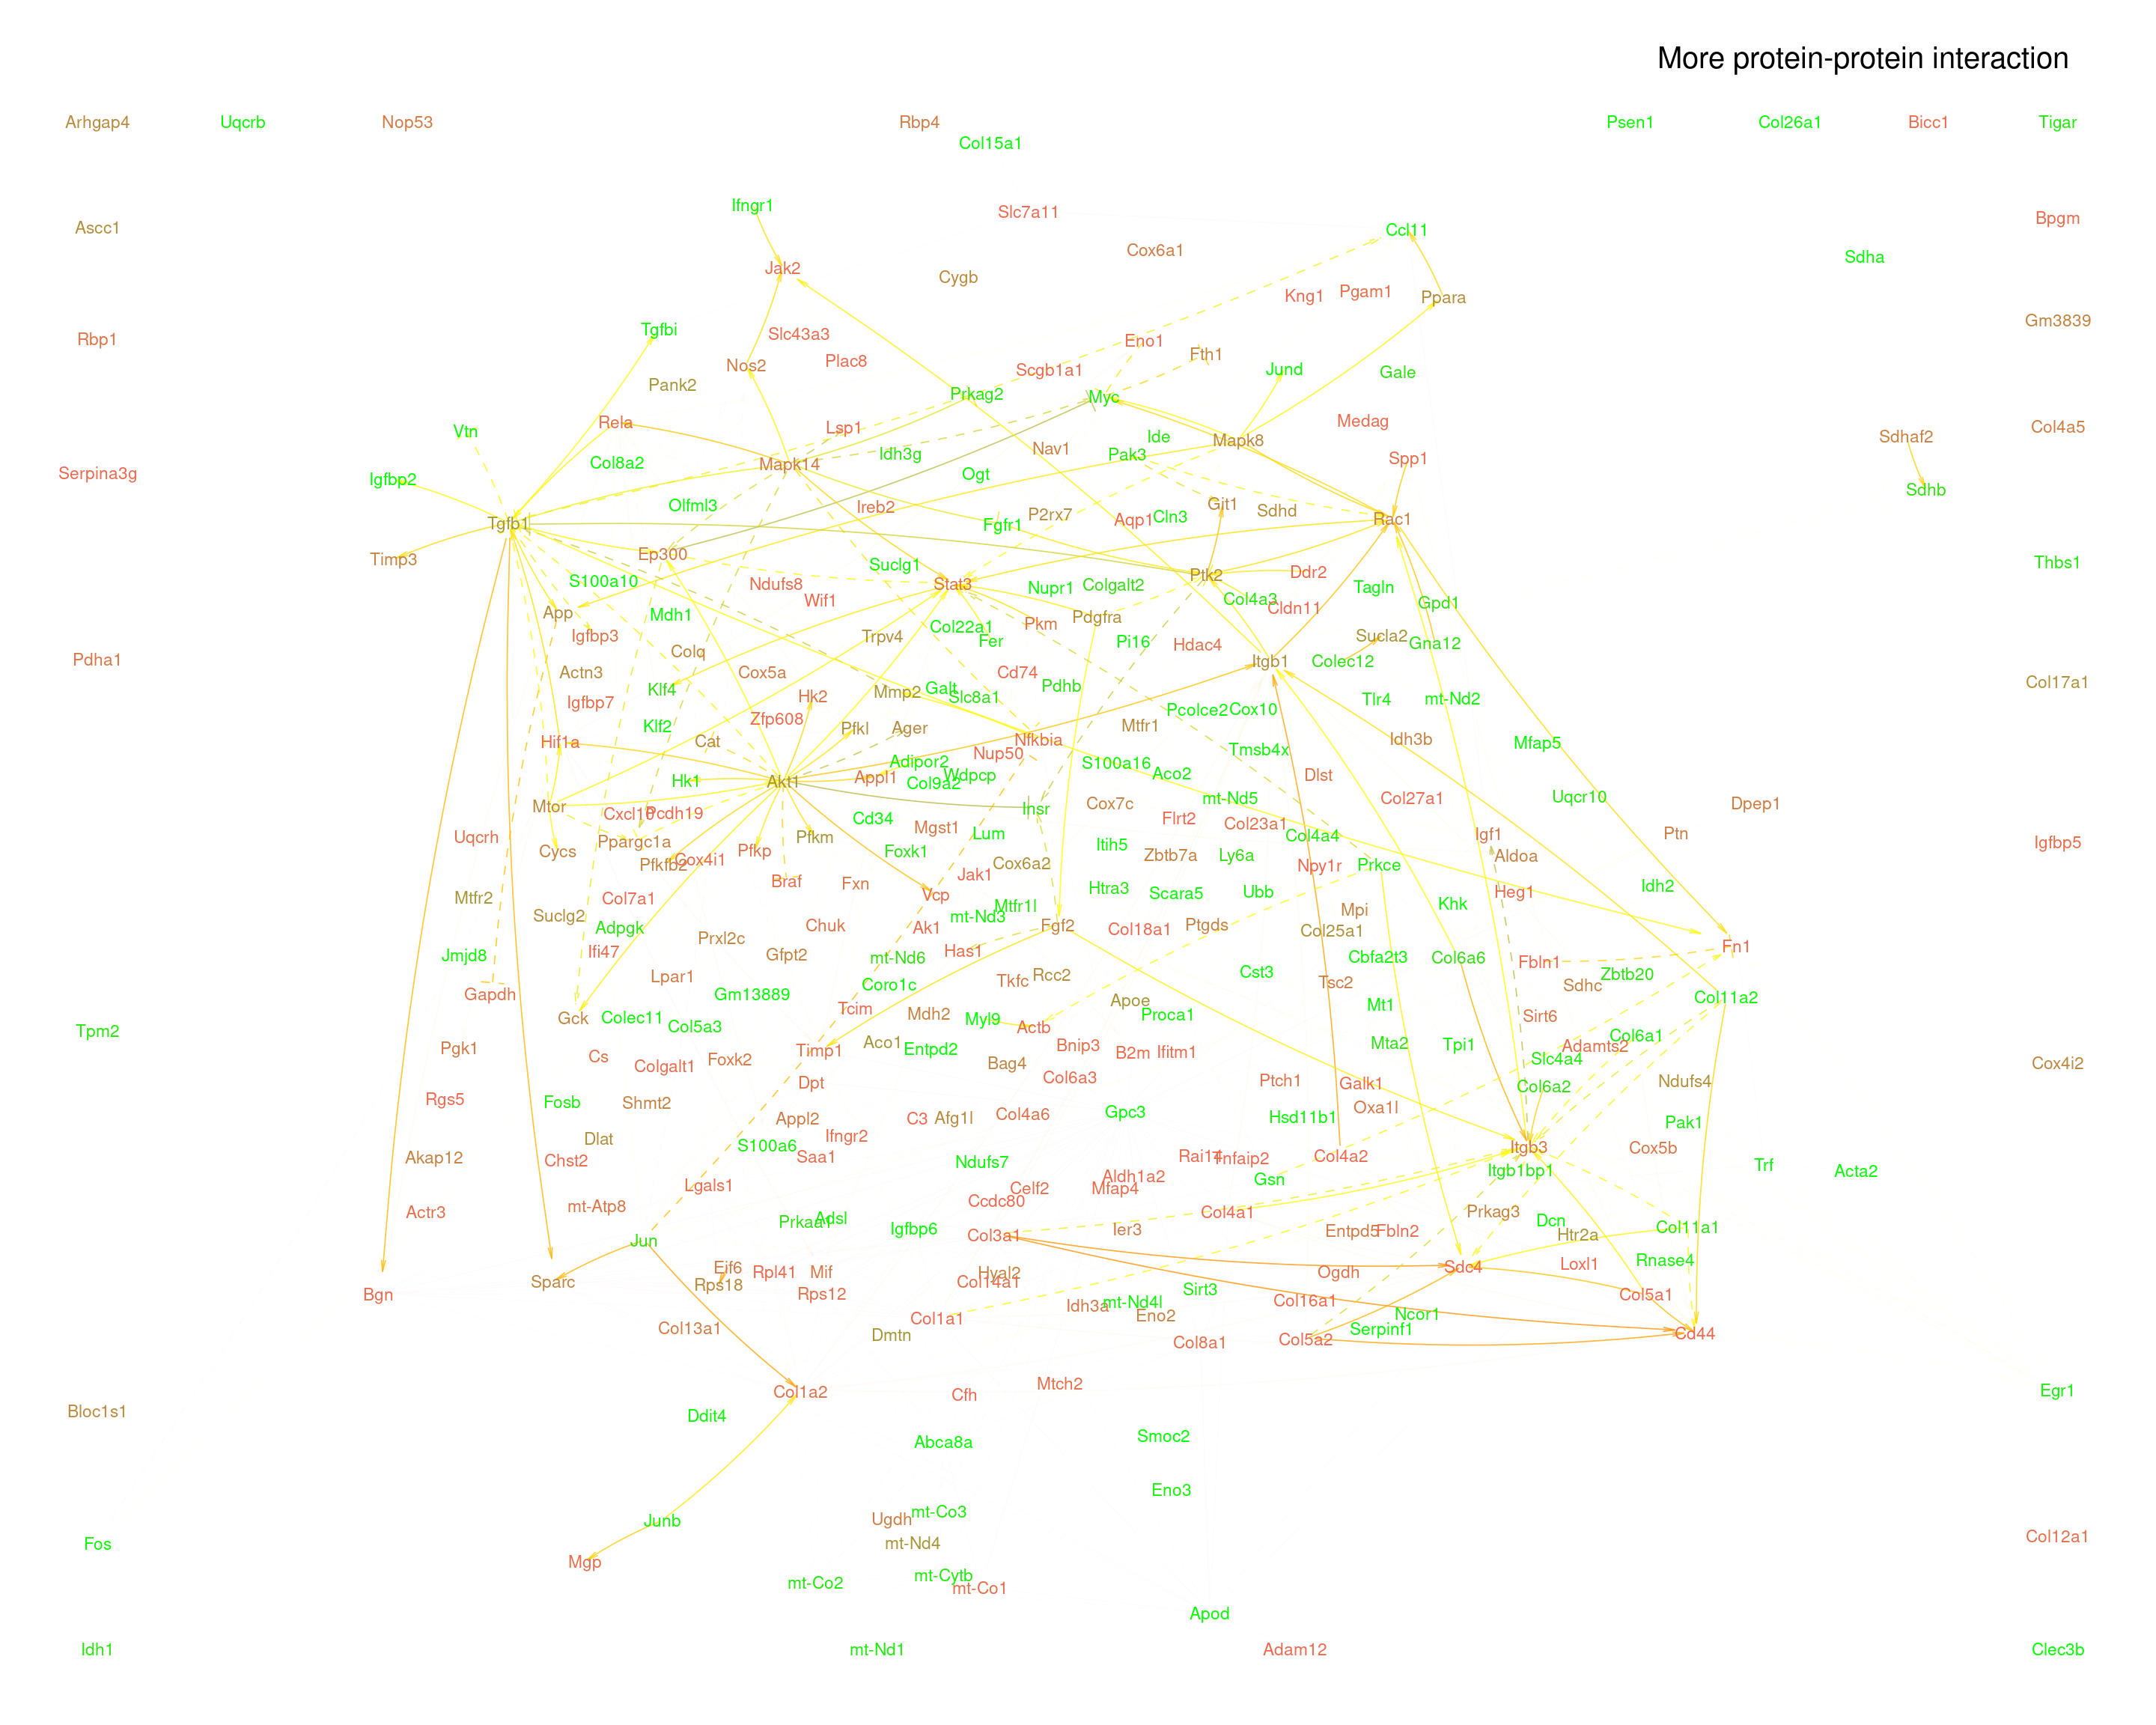 More protein-protein interaction
Arhgap4 Uqcrb Nop53 Rbp4 Psen1 Col26a1 Bicc1 Tigar
Col15a1
Ifngr1 Slc7a11 Bpgm
Ascc1 Ccl11
Cox6a1 Sdha
Jak2 Cygb
Kng1 Pgam1 Ppara
Gm3839
Tgfbi Slc43a3 Rbp1 Eno1
Nos2 Plac8 Scgb1a1 Fth1 Jund Gale
Pank2 Prkag2 Myc
Rela Lsp1 Medag Col4a5
Vtn Mapk8 Ide Sdhaf2
Col8a2 Mapk14 Idh3g Nav1 Pak3 Spp1
Serpina3g Igfbp2 Ogt Sdhb
Olfml3 Ireb2 P2rx7 Git1 Sdhd
Tgfb1 Fgfr1 Aqp1 Cln3 Rac1
Timp3 Ep300 Suclg1 Thbs1
S100a10 Ndufs8 Stat3 Nupr1 Colgalt2 Ptk2 Ddr2 Tagln
App Mdh1 Wif1 Col4a3 Cldn11 Gpd1
Igfbp3 Trpv4 Col22a1 Fer Pkm Pdgfra Pi16 Hdac4 Sucla2 Gna12
Pdha1 Actn3 Colq Cox5a Cd74 Itgb1 Colec12
Igfbp7 Klf4 Hk2 Mmp2 Galt Slc8a1 Pdhb Tlr4 mt-Nd2 Col17a1
Klf2 Zfp608 Pfkl Ager Mtfr1 Pcolce2 Cox10
Hif1a Cat Nup50 Nfkbia Tmsb4x Idh3b Mfap5
Hk1 Akt1 Appl1 Adipor2 Col9a2 Wdpcp S100a16 Aco2 Dlst
Mtor Cxcl10 Pcdh19 Cd34 Insr Cox7c mt-Nd5 Col27a1 Uqcr10 Dpep1
Uqcrh Ppargc1a Pfkp Pfkm Mgst1 Lum Flrt2 Col23a1 Col4a4 Igf1 Ptn
Cycs Pfkfb2 Cox4i1 Foxk1 Cox6a2 Itih5 Zbtb7a Ly6a Npy1r Prkce Aldoa Igfbp5
Mtfr2 Col7a1 Braf Fxn Vcp Jak1 Htra3 Scara5 Ubb Heg1 Idh2
Suclg2 Adpgk Chuk Ak1 mt-Nd3 Mtfr1l Fgf2 Col18a1 Ptgds Mpi Khk
Jmjd8 Ifi47 Prxl2c Gfpt2 mt-Nd6 Has1 Col25a1 Cbfa2t3 Col6a6 Fbln1 Fn1
Gapdh Lpar1 Gm13889 Coro1c Tkfc Rcc2 Cst3 Tsc2 Sdhc Zbtb20
Tpm2 Gck Colec11 Col5a3 Tcim Mdh2 Myl9 Actb Apoe Proca1 Mt1 Sirt6 Col11a2
Pgk1 Cs Colgalt1 Foxk2 Timp1 Aco1 Entpd2 Bag4 Bnip3 B2m Ifitm1 Mta2 Tpi1 Slc4a4 Adamts2 Col6a1
Rgs5 Fosb Shmt2 Dpt Col6a3 Ptch1 Galk1 Col6a2 Ndufs4 Cox4i2
Dlat Appl2 C3 Afg1l Col4a6 Gpc3 Hsd11b1 Oxa1l Pak1
Akap12 Chst2 S100a6 Ifngr2 Saa1 Ndufs7 Rai14 Tnfaip2 Col4a2 Itgb3 Cox5b Trf
Actr3 mt-Atp8 Lgals1 Ccdc80 Celf2 Mfap4 Aldh1a2 Gsn Itgb1bp1 Acta2
Jun Prkaa1 Adsl Igfbp6 Col3a1 Ier3 Col4a1 Entpd5 Fbln2 Prkag3 Dcn Htr2a Col11a1
Bgn Sparc Eif6 Rps18 Rpl41 Mif Rps12 Hyal2 Col14a1 Sirt3 Ogdh Sdc4 Loxl1 Rnase4
Col13a1 Dmtn Col1a1 Idh3a mt-Nd4l Eno2 Col16a1 Ncor1 Col5a1
Col8a1 Col5a2 Serpinf1 Cd44
Bloc1s1 Col1a2 Cfh Mtch2 Egr1
Ddit4 Abca8a Smoc2
Fos Junb Ugdh mt-Co3 Eno3 Col12a1
Mgp mt-Nd4
mt-Co2 mt-Cytb mt-Co1
Apod
Idh1 mt-Nd1 Adam12 Clec3b